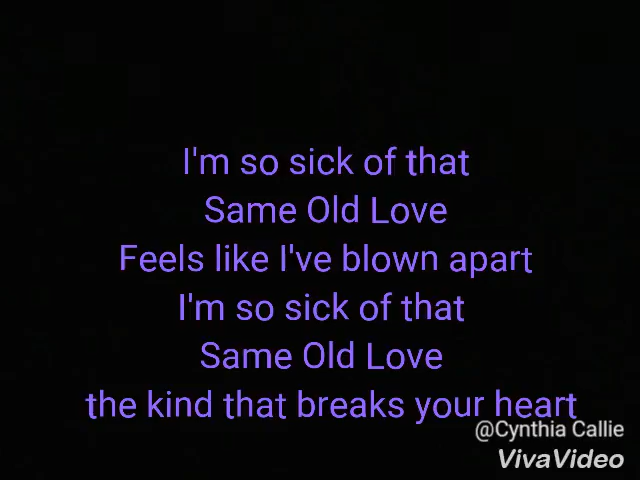 I'm so sick of that
Same Old Love
Feels like I've blown apart
I'm so sick of that
Same Old Love
the kind that breaks your heart
@Cynthia Callie
VivaVideo